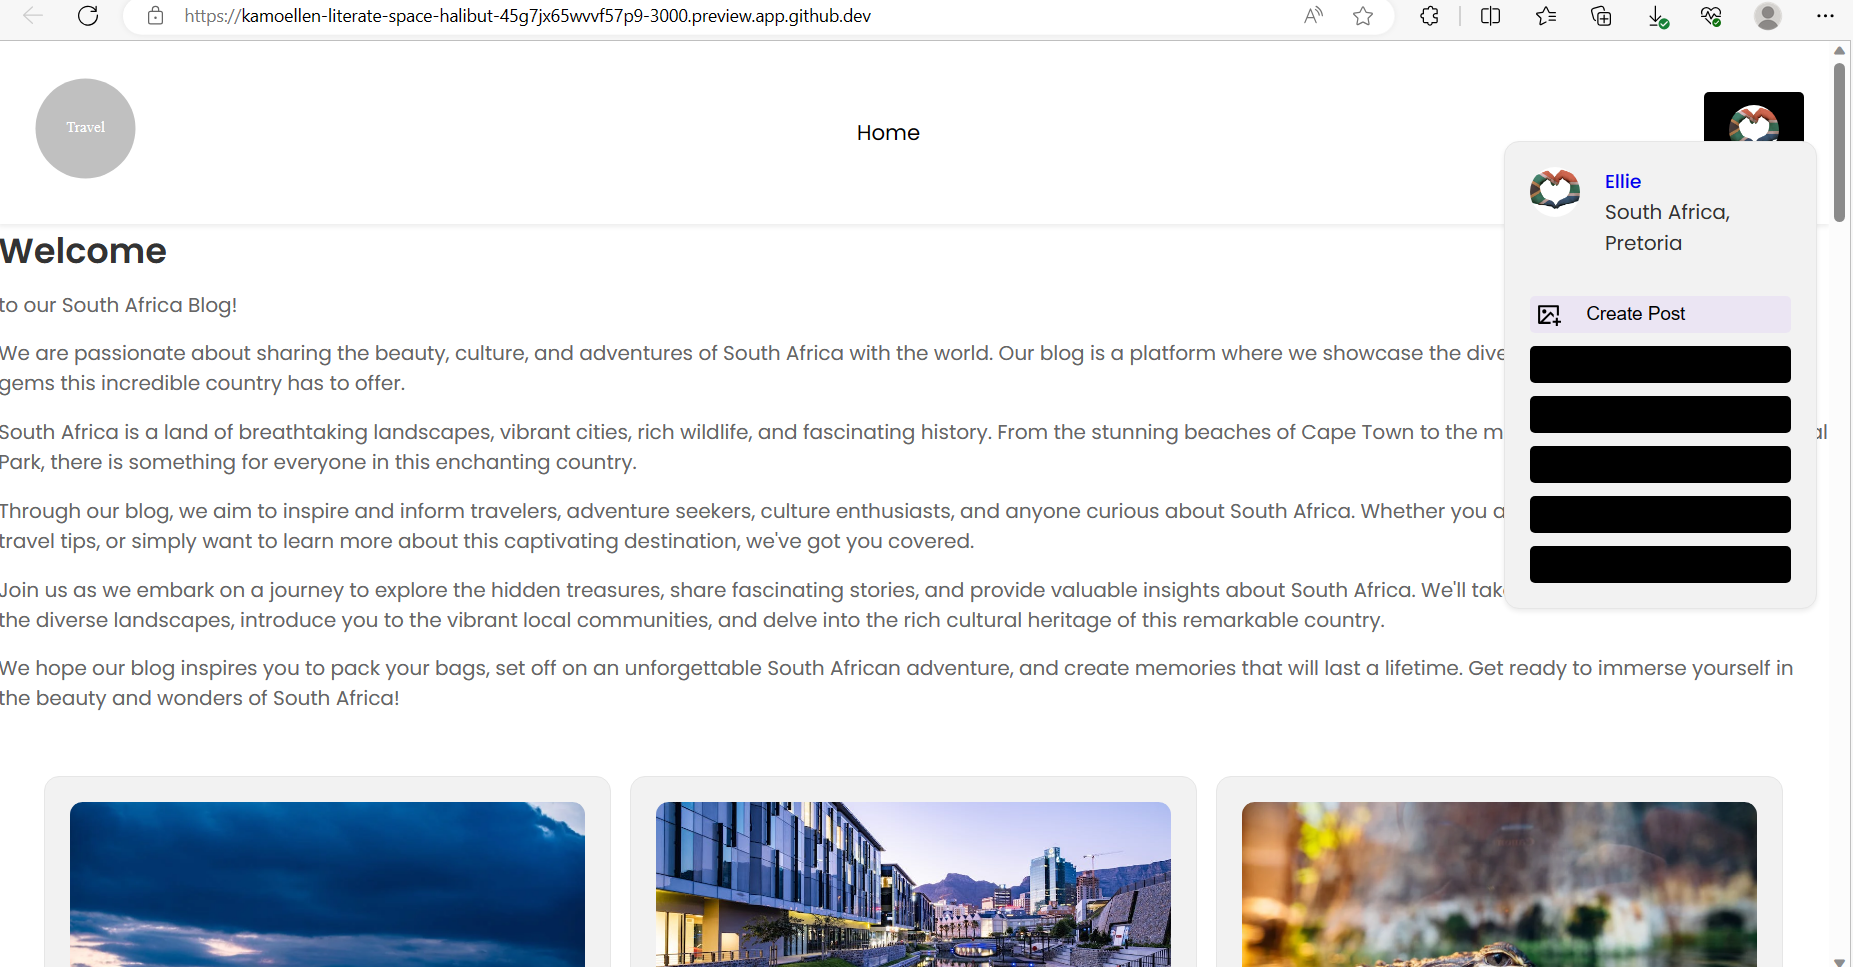 https://kamoellen-literate-space-halibut-45g7jx65wvvf57p9-3000.preview.app.github.dev
Travel
Home
Ellie
South Africa,
Pretoria
Create Post
Welcome
to our South Africa Blog!
We are passionate about sharing the beauty, culture, and adventures of South Africa with the world. Our blog is a platform where we showcase the dive
gems this incredible country has to offer.
South Africa is a land of breathtaking landscapes, vibrant cities, rich wildlife, and fascinating history. From the stunning beaches of Cape Town to the m al
Park, there is something for everyone in this enchanting country.
Through our blog, we aim to inspire and inform travelers, adventure seekers, culture enthusiasts, and anyone curious about South Africa. Whether you a
travel tips, or simply want to learn more about this captivating destination, we've got you covered.
Join us as we embark on a journey to explore the hidden treasures, share fascinating stories, and provide valuable insights about South Africa. We'll tak
the diverse landscapes, introduce you to the vibrant local communities, and delve into the rich cultural heritage of this remarkable country.
We hope our blog inspires you to pack your bags, set off on an unforgettable South African adventure, and create memories that will last a lifetime. Get ready to immerse yourself in
the beauty and wonders of South Africa!